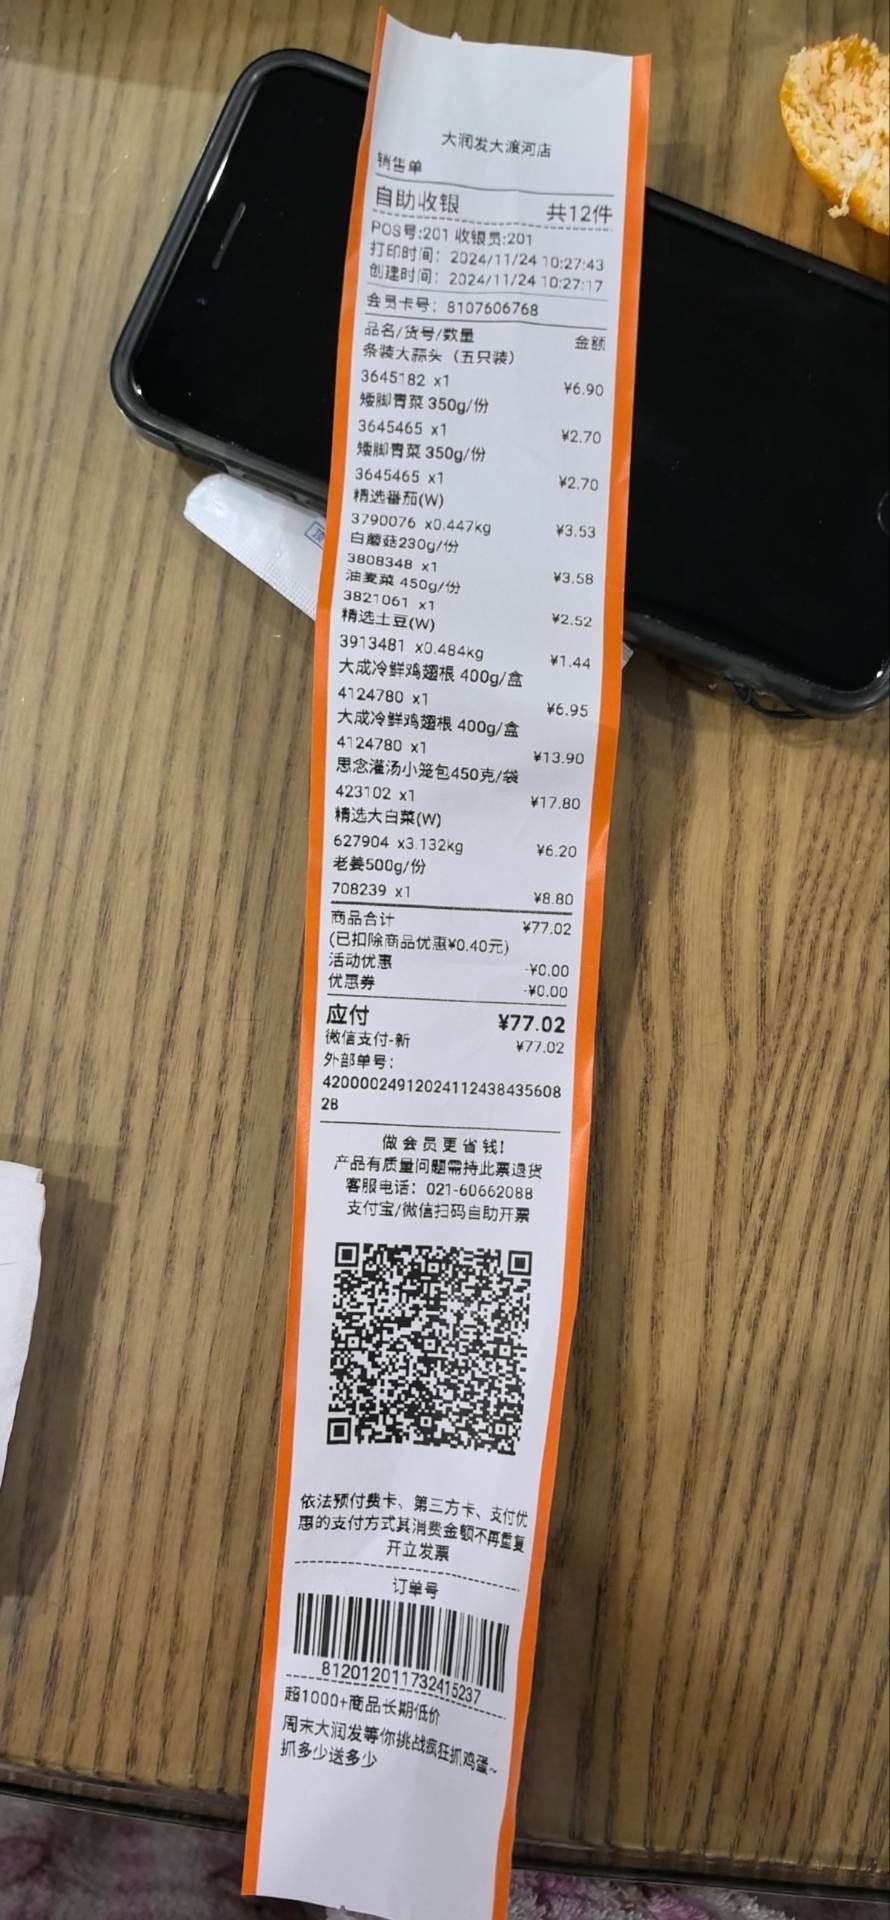 大润发大渡河店
销售单
自助收银 共12件
POS号:201 收银员:201
打印时间: 2024/11/24 10:27:43
创建时间: 2024/11/24 10:27:17
会员卡号: 8107606768
品名/货号/数量 金额
条装大蒜头（五只装）
3645182 x1 ¥6.90
矮脚青菜 350g/份
3645465 x1 ¥2.70
矮脚青菜 350g/份
3645465 x1 ¥2.70
精选番茄(W)
3790076 x0.447kg ¥3.53
白蘑菇230g/份
3808348 x1 ¥3.58
油麦菜 450g/份
3821061 x1 ¥2.52
精选土豆(W)
3913481 x0.484kg ¥1.44
大成冷鲜鸡翅根 400g/盒
4124780 x1 ¥6.95
大成冷鲜鸡翅根 400g/盒
4124780 x1 ¥13.90
思念灌汤小笼包450克/袋
423102 x1 ¥17.80
精选大白菜(W)
627904 x3.132kg ¥6.20
老姜500g/份
708239 x1 ¥8.80
商品合计 ¥77.02
(已扣除商品优惠¥0.40元)
活动优惠 -¥0.00
优惠券 -¥0.00
应付 ¥77.02
微信支付-新 ¥77.02
外部单号:
42000024912024112438435608
28
做会员更省钱!
产品有质量问题需持此票退货
客服电话: 021-60662088
支付宝/微信扫码自助开票
依法预付费卡、第三方卡、支付优
惠的支付方式其消费金额不再重复
开立发票
订单号
812012011732415237
超1000+商品长期低价
周末大润发等你挑战疯狂抓鸡蛋~
抓多少送多少